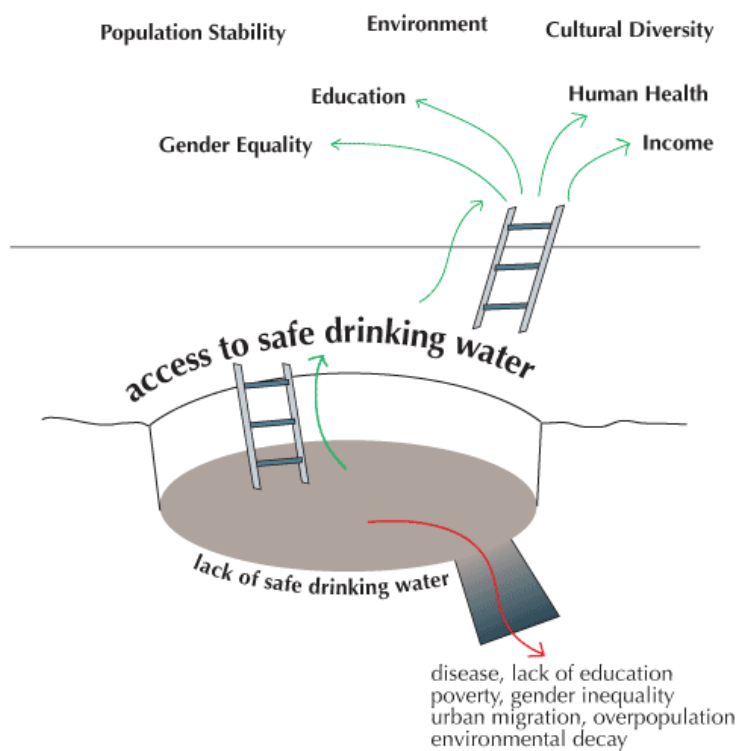 Population Stability
Environment
Cultural Diversity
Education
Human Health
Gender Equality
Income
access to safe drinking water
lack of safe drinking water
disease, lack of education
poverty, gender inequality
urban migration, overpopulation
environmental decay